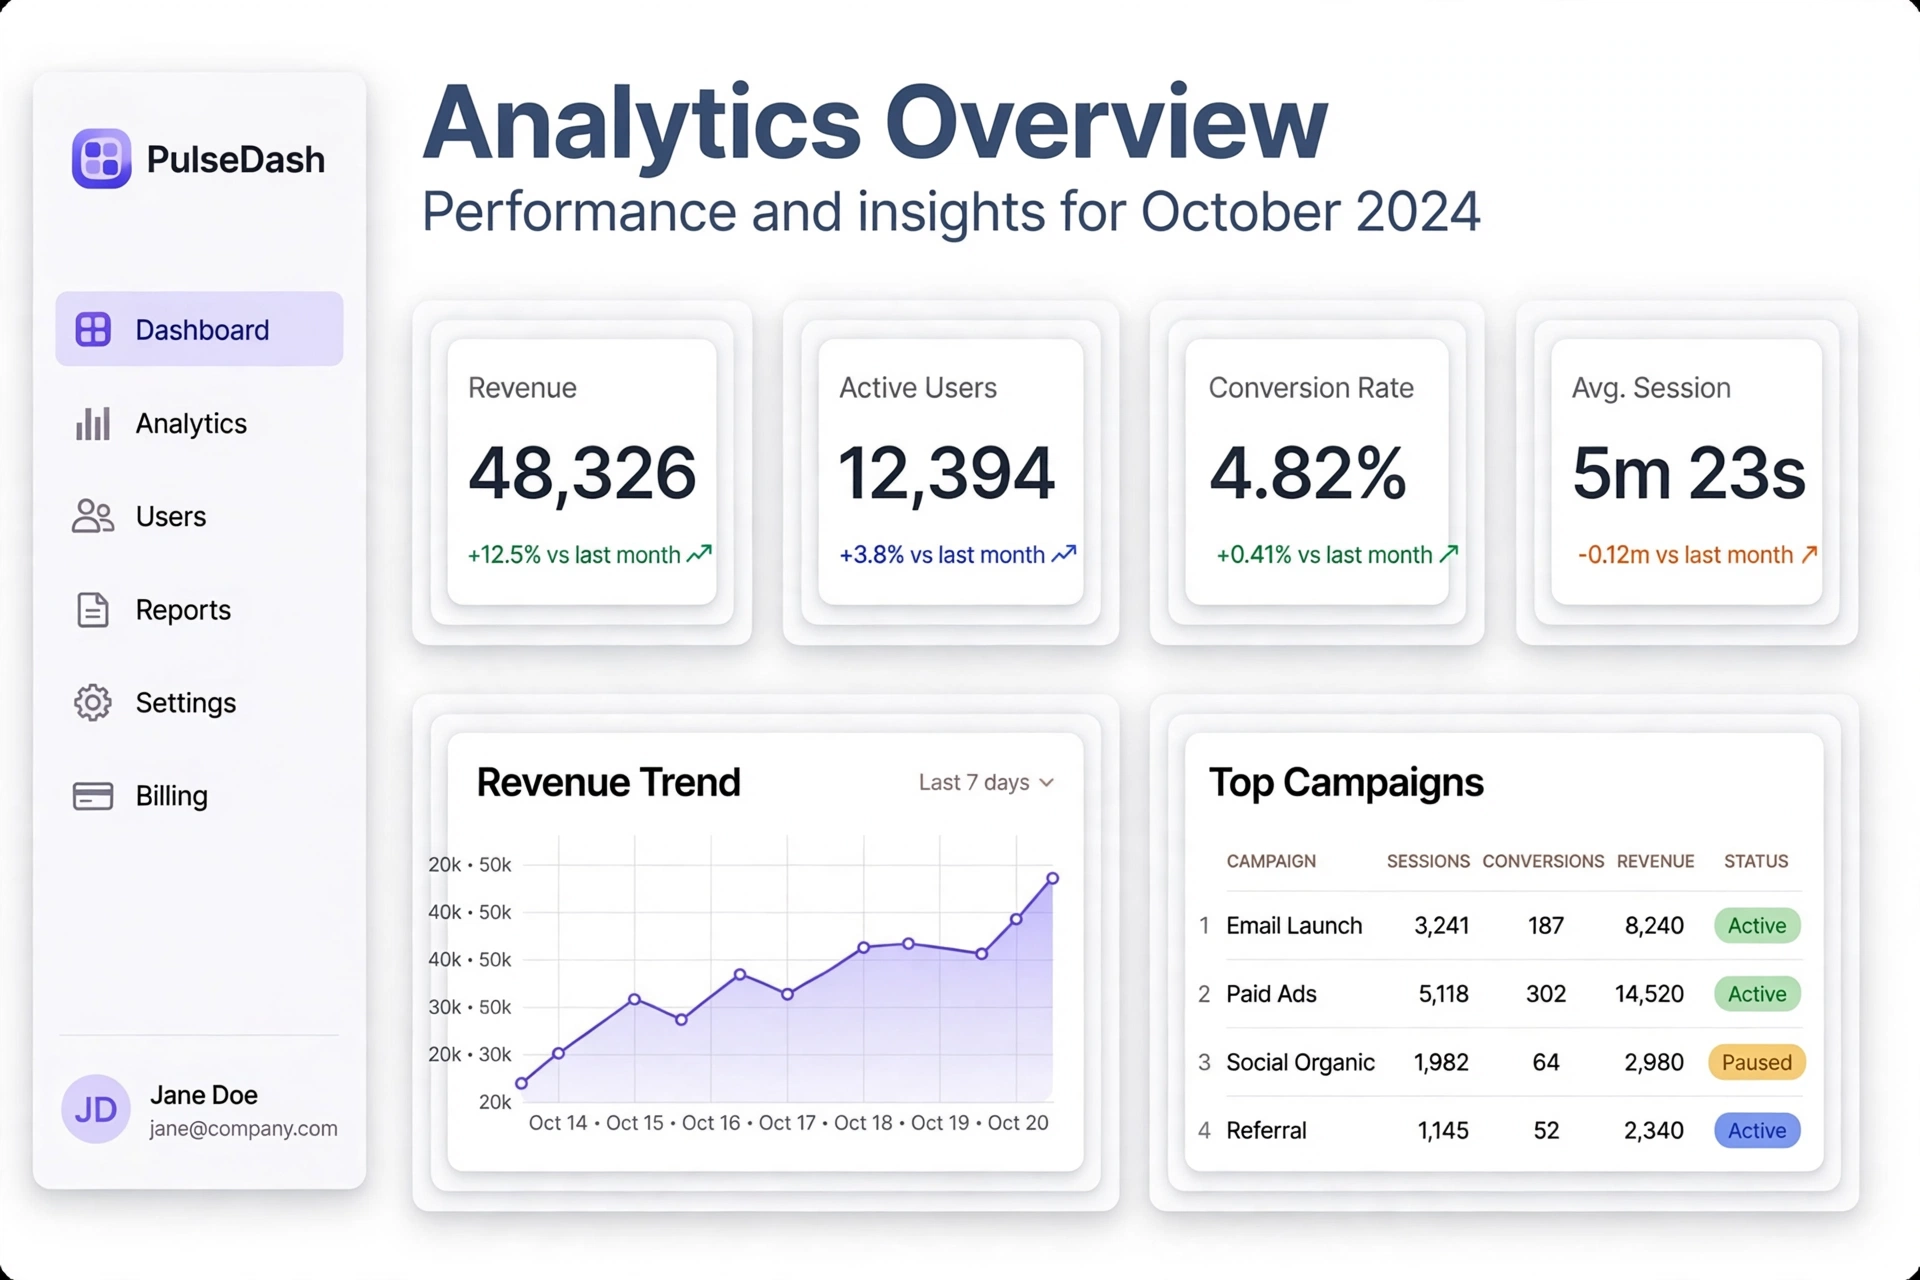 PulseDash
Dashboard
Analytics
Users
Reports
Settings
Billing
JD
Jane Doe
jane@company.com
Analytics Overview
Performance and insights for October 2024
Revenue
48,326
+12.5% vs last month
Active Users
12,394
+3.8% vs last month
Conversion Rate
4.82%
+0.41% vs last month
Avg. Session
5m 23s
-0.12m vs last month
Revenue Trend
Last 7 days
20k • 50k
40k • 50k
40k • 50k
30k • 50k
20k • 30k
20k
Oct 14 • Oct 15 • Oct 16 • Oct 17 • Oct 18 • Oct 19 • Oct 20
Top Campaigns
CAMPAIGN SESSIONS CONVERSIONS REVENUE STATUS
1 Email Launch 3,241 187 8,240 Active
2 Paid Ads 5,118 302 14,520 Active
3 Social Organic 1,982 64 2,980 Paused
4 Referral 1,145 52 2,340 Active